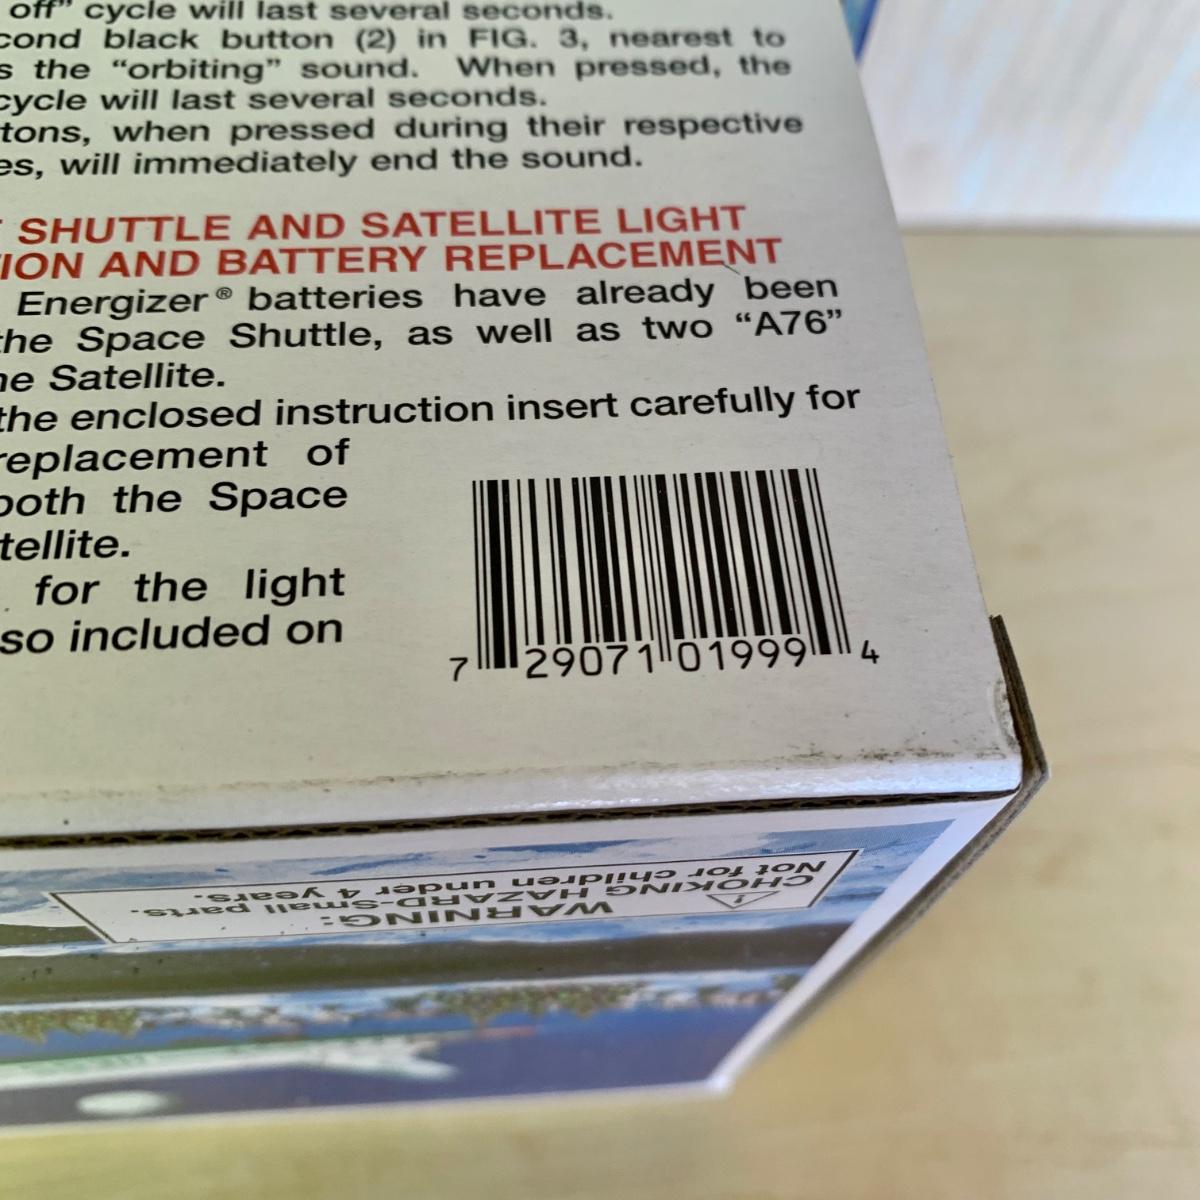 off" cycle will last several seconds.
cond black button (2) in FIG. 3, nearest to
s the “orbiting” sound. When pressed, the
cycle will last several seconds.
tons, when pressed during their respective
es, will immediately end the sound.
SHUTTLE AND SATELLITE LIGHT
ION AND BATTERY REPLACEMENT
Energizer® batteries have already been
the Space Shuttle, as well as two “A76”
he Satellite.
the enclosed instruction insert carefully for
replacement of
both the Space
tellite.
for the light
so included on
7 29071 01999 4
WARNING:
CHOKING HAZARD-Small parts.
Not for children under 4 years.